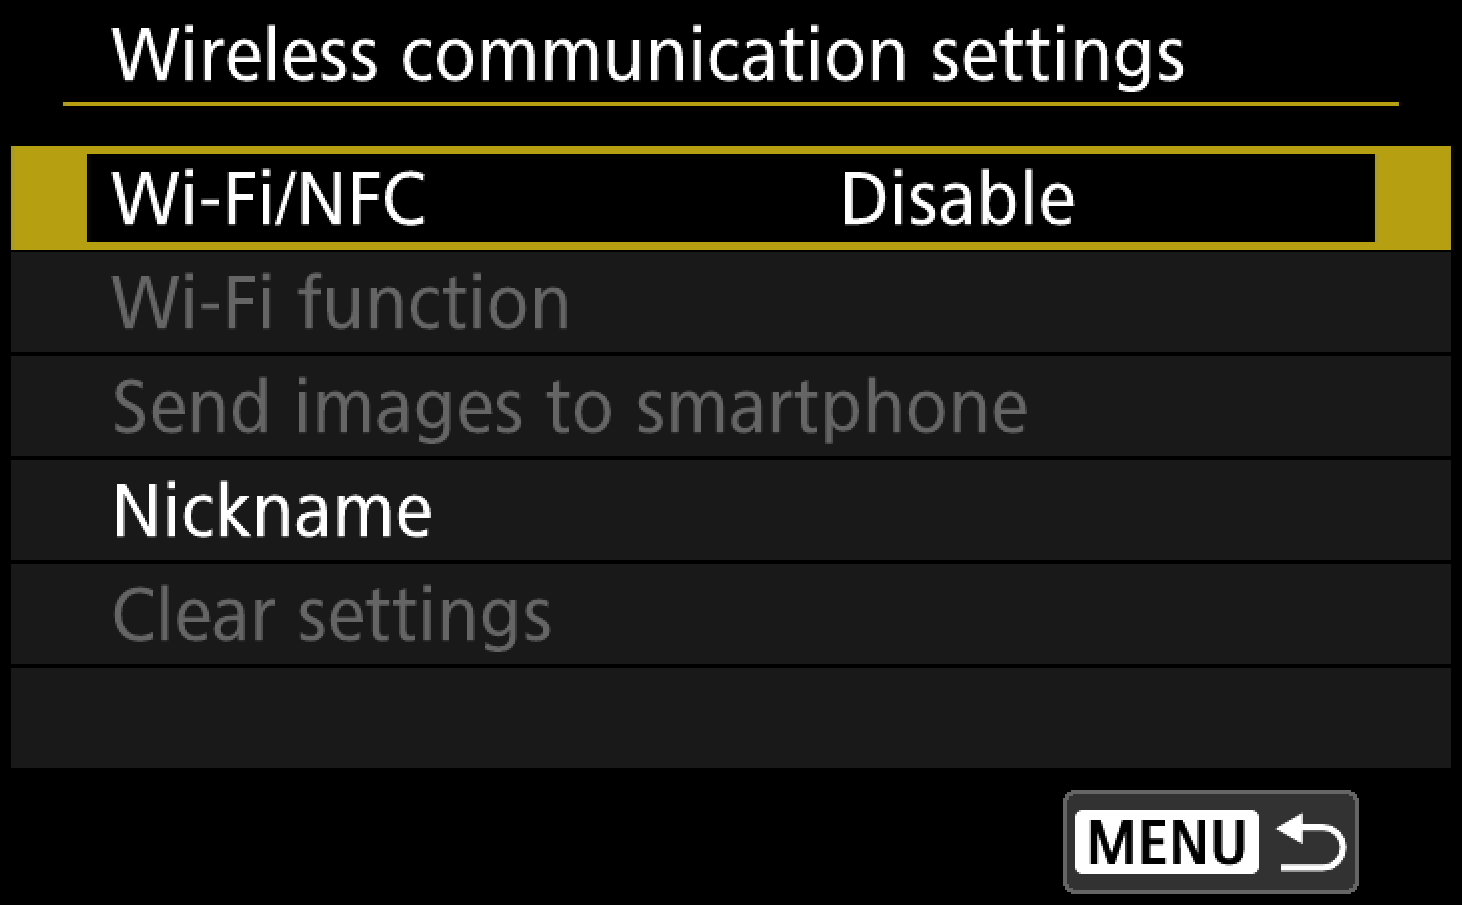 Wireless communication settings
Wi-Fi/NFC Disable
Wi-Fi function
Send images to smartphone
Nickname
Clear settings
MENU